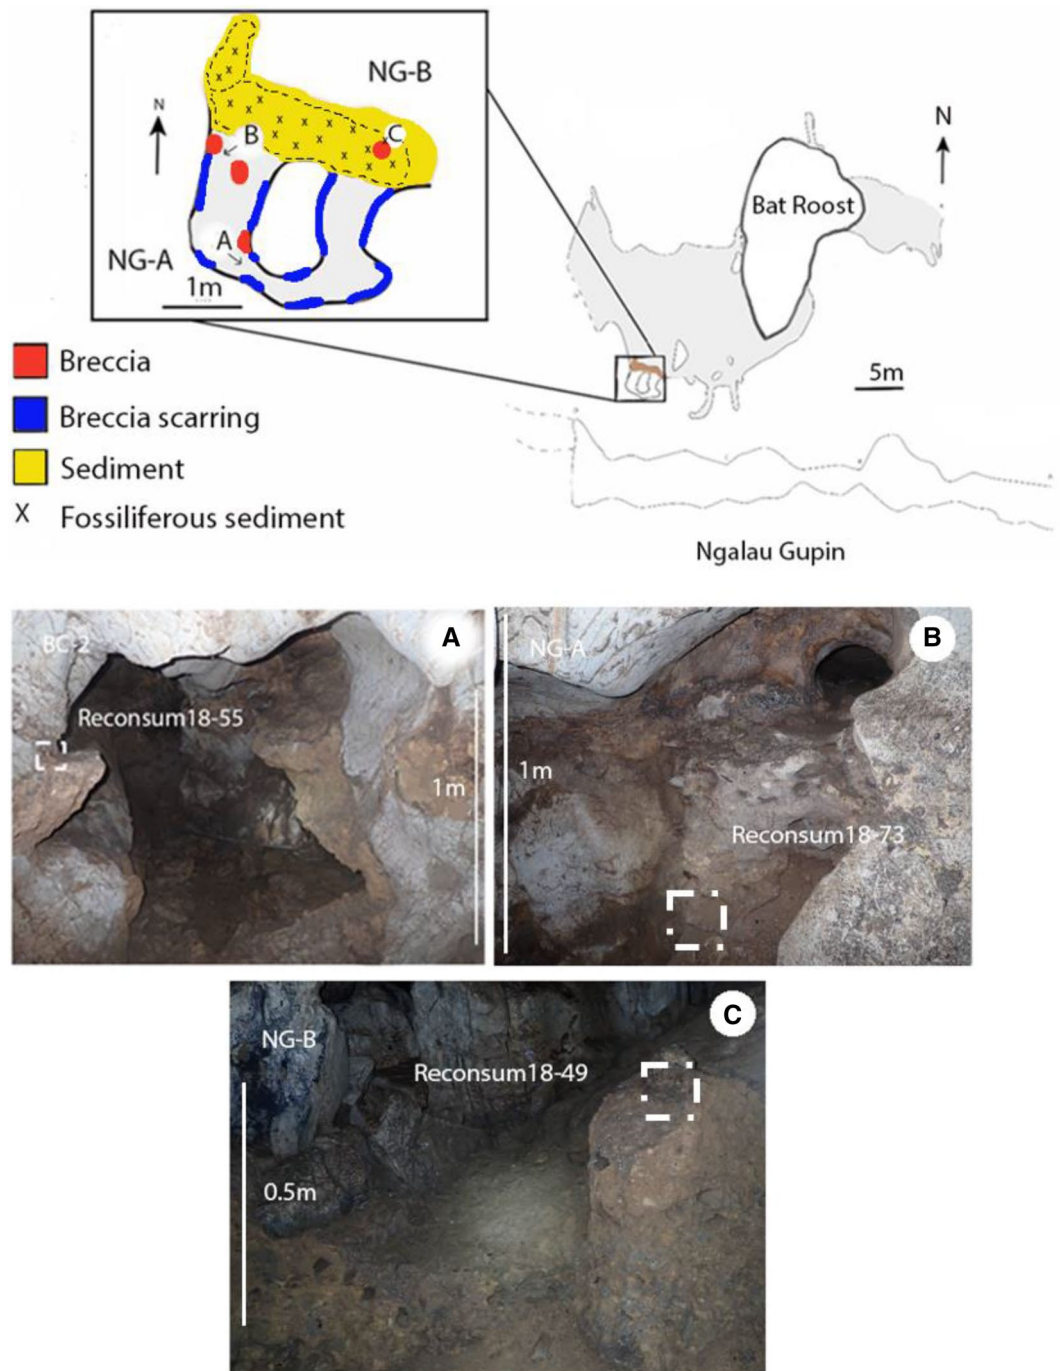 NG-B
N
C
B
A
NG-A
1m
N
Bat Roost
5m
Breccia
Breccia scarring
Sediment
X Fossiliferous sediment
Ngalau Gupin
BC-2
A
Reconsum18-55
1m
NG-A
B
1m
Reconsum18-73
NG-B
C
Reconsum18-49
0.5m